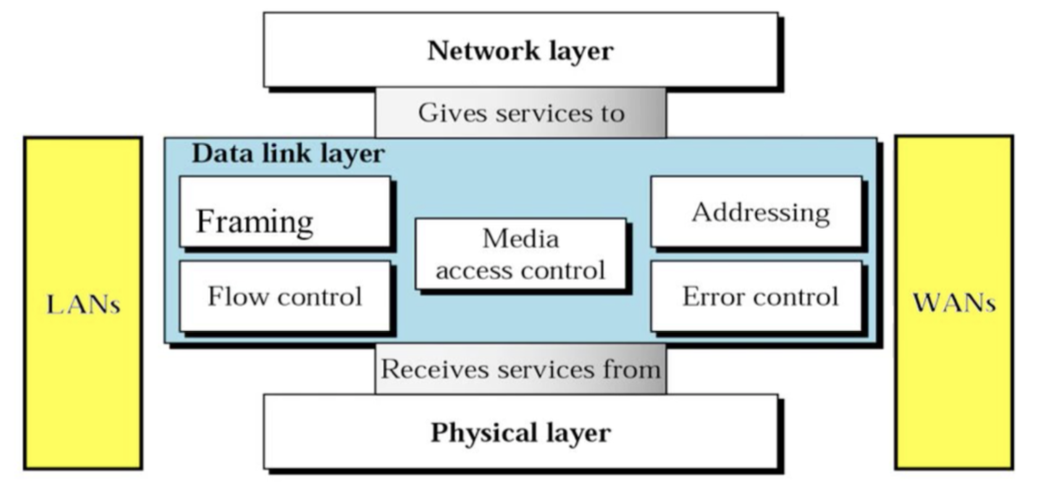 Network layer
Gives services to
Data link layer
Framing
Addressing
Media
access control
Flow control
Error control
LANs
WANs
Receives services from
Physical layer